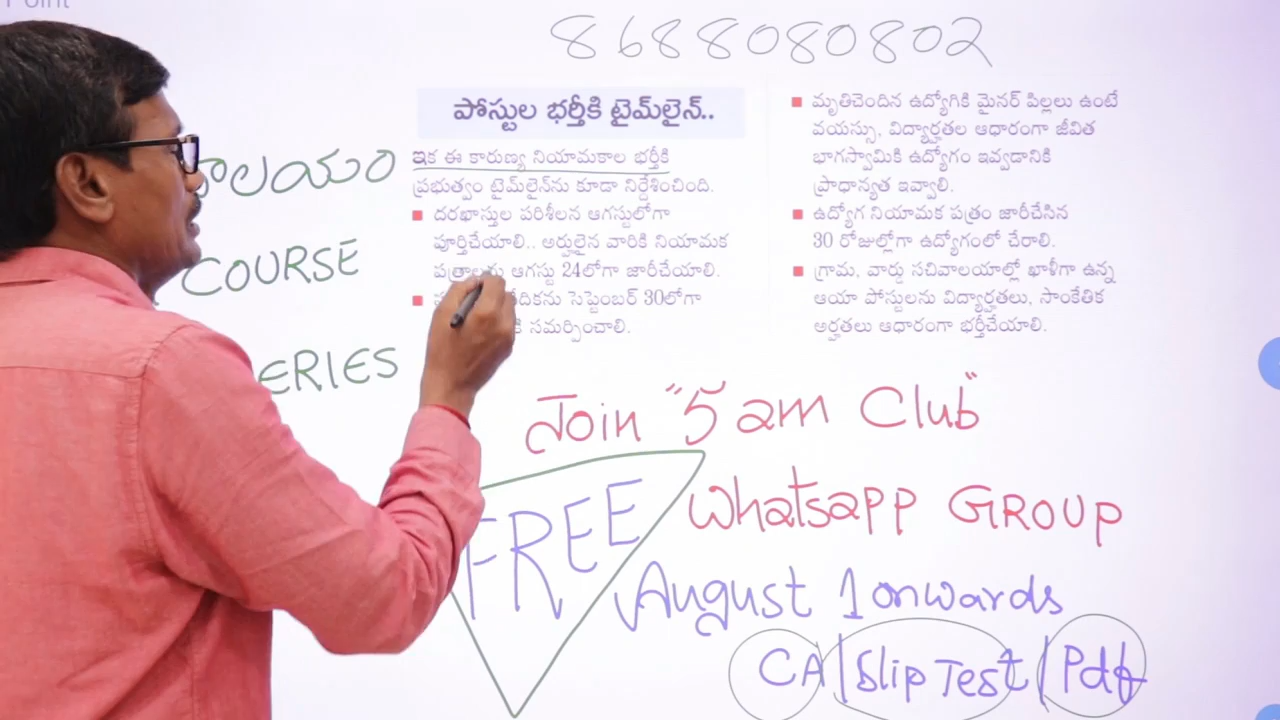 Point
8688080802
పోస్టుల భర్తీకి టైమ్‌లైన్..
ఇక ఈ కారుణ్య నియామకాల భర్తీకి
ప్రభుత్వం టైమ్‌లైన్‌ను కూడా నిర్దేశించింది.
■ దరఖాస్తుల పరిశీలన ఆగస్టులోగా
పూర్తిచేయాలి.. అర్హులైన వారికి నియామక
పత్రాలను ఆగస్టు 24లోగా జారీచేయాలి.
■ సెప్టెంబర్ 30లోగా
సమర్పించాలి.
■ మృతిచెందిన ఉద్యోగికి మైనర్ పిల్లలు ఉంటే
వయస్సు, విద్యార్హతల ఆధారంగా జీవిత
భాగస్వామికి ఉద్యోగం ఇవ్వడానికి
ప్రాధాన్యత ఇవ్వాలి.
■ ఉద్యోగ నియామక పత్రం జారీచేసిన
30 రోజుల్లోగా ఉద్యోగంలో చేరాలి.
■ గ్రామ, వార్డు సచివాలయాల్లో ఖాళీగా ఉన్న
ఆయా పోస్టులను విద్యార్హతలు, సాంకేతిక
అర్హతలు ఆధారంగా భర్తీచేయాలి.
COURSE
Join "5 am Club"
FREE Whatsapp GROUP
August 1 onwards
CA | Slip Test | Pdf